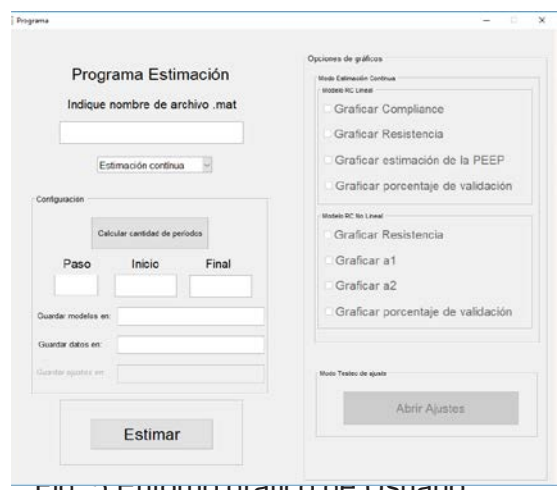 Programa
Programa Estimación
Indique nombre de archivo .mat
Estimación contínua
Configuración
Calcular cantidad de periodos
Paso Inicio Final
Guardar modelos en:
Guardar datos en:
Guardar ajustes en:
Estimar
Opciones de gráficos
Modo Estimación Contínua
Modelo RC Lineal
Graficar Compliance
Graficar Resistencia
Graficar estimación de la PEEP
Graficar porcentaje de validación
Modelo RC No Lineal
Graficar Resistencia
Graficar a1
Graficar a2
Graficar porcentaje de validación
Modo Testeo de ajuste
Abrir Ajustes